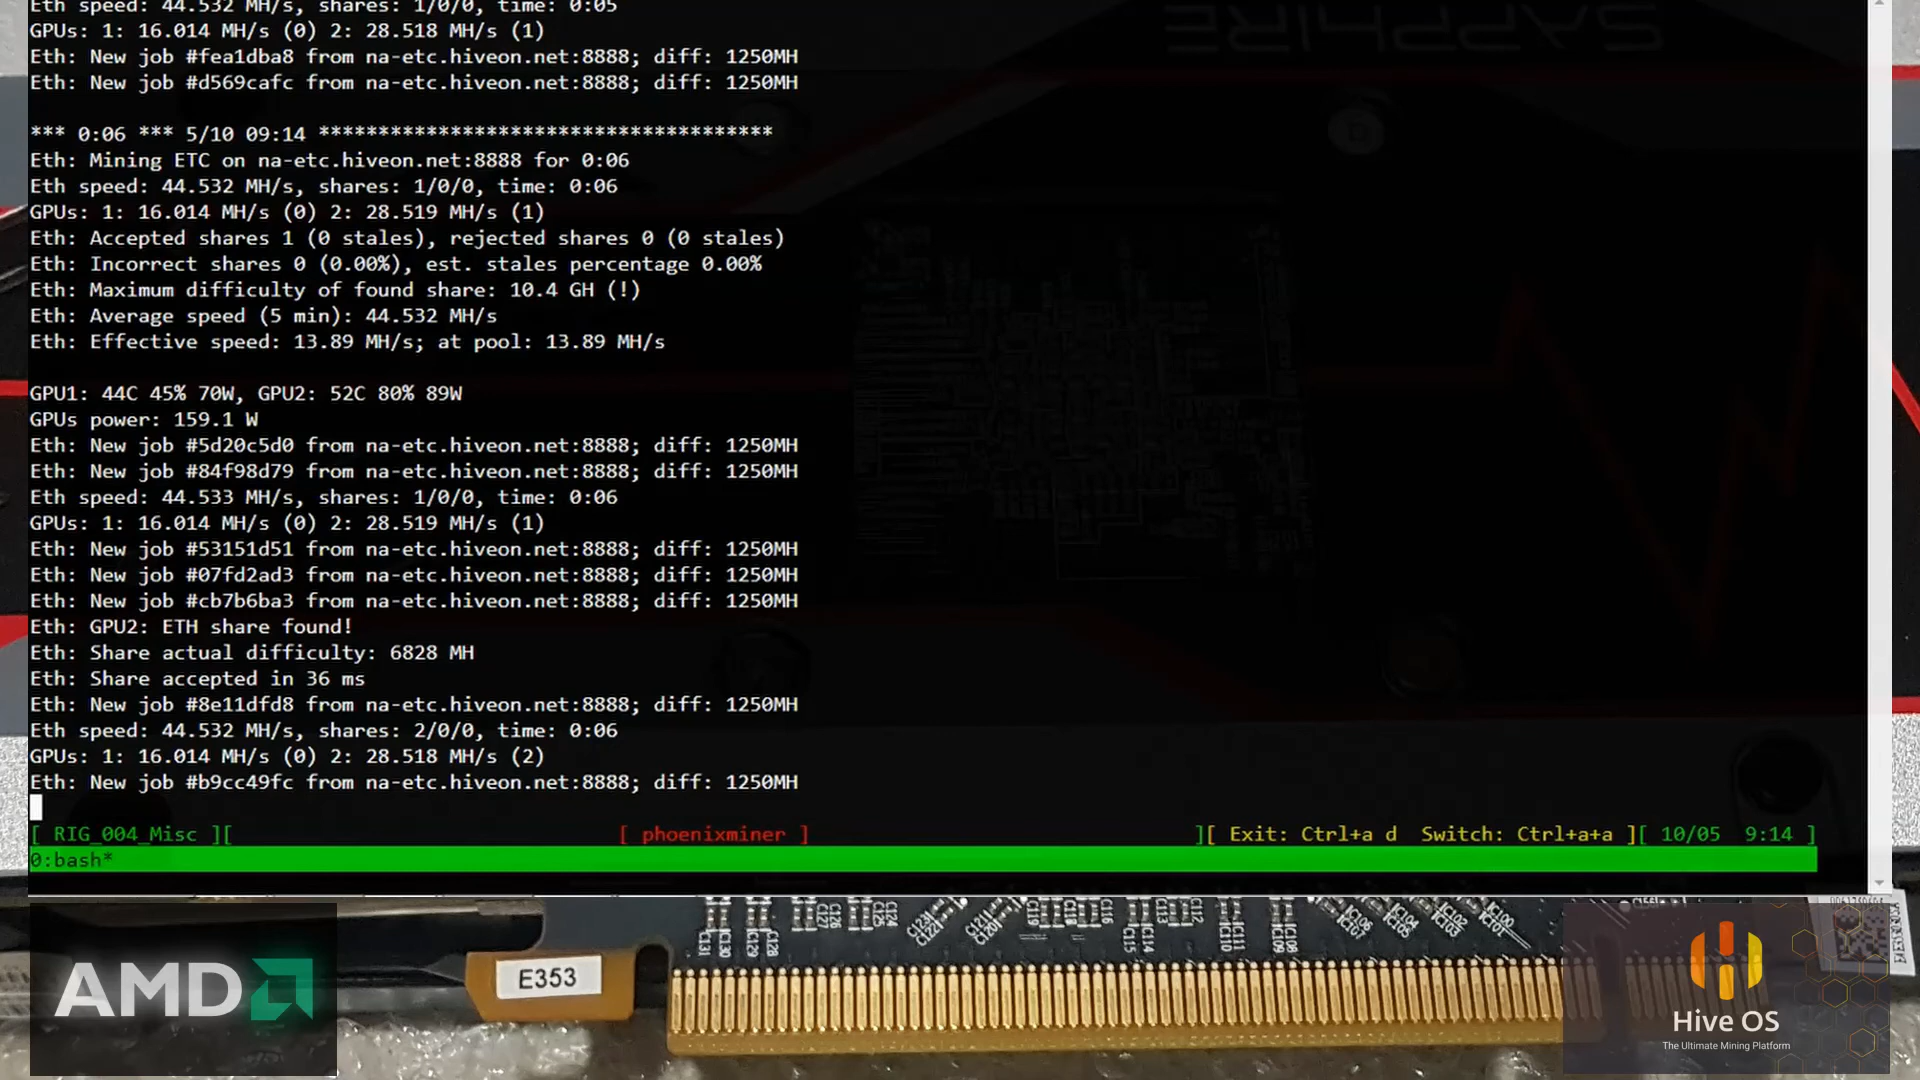 Eth speed: 44.532 MH/s, shares: 1/0/0, time: 0:05
GPUs: 1: 16.014 MH/s (0) 2: 28.518 MH/s (1)
Eth: New job #fea1dba8 from na-etc.hiveon.net:8888; diff: 1250MH
Eth: New job #d569cafc from na-etc.hiveon.net:8888; diff: 1250MH
*** 0:06 *** 5/10 09:14 **************************************
Eth: Mining ETC on na-etc.hiveon.net:8888 for 0:06
Eth speed: 44.532 MH/s, shares: 1/0/0, time: 0:06
GPUs: 1: 16.014 MH/s (0) 2: 28.519 MH/s (1)
Eth: Accepted shares 1 (0 stales), rejected shares 0 (0 stales)
Eth: Incorrect shares 0 (0.00%), est. stales percentage 0.00%
Eth: Maximum difficulty of found share: 10.4 GH (!)
Eth: Average speed (5 min): 44.532 MH/s
Eth: Effective speed: 13.89 MH/s; at pool: 13.89 MH/s
GPU1: 44C 45% 70W, GPU2: 52C 80% 89W
GPUs power: 159.1 W
Eth: New job #5d20c5d0 from na-etc.hiveon.net:8888; diff: 1250MH
Eth: New job #84f98d79 from na-etc.hiveon.net:8888; diff: 1250MH
Eth speed: 44.533 MH/s, shares: 1/0/0, time: 0:06
GPUs: 1: 16.014 MH/s (0) 2: 28.519 MH/s (1)
Eth: New job #53151d51 from na-etc.hiveon.net:8888; diff: 1250MH
Eth: New job #07fd2ad3 from na-etc.hiveon.net:8888; diff: 1250MH
Eth: New job #cb7b6ba3 from na-etc.hiveon.net:8888; diff: 1250MH
Eth: GPU2: ETH share found!
Eth: Share actual difficulty: 6828 MH
Eth: Share accepted in 36 ms
Eth: New job #8e11dfd8 from na-etc.hiveon.net:8888; diff: 1250MH
Eth speed: 44.532 MH/s, shares: 2/0/0, time: 0:06
GPUs: 1: 16.014 MH/s (0) 2: 28.518 MH/s (2)
Eth: New job #b9cc49fc from na-etc.hiveon.net:8888; diff: 1250MH
[ RIG_004_Misc ][ [ phoenixminer ] ][ Exit: Ctrl+a d Switch: Ctrl+a+a ][ 10/05 9:14 ]
0:bash*
SAPPHIRE
AMD
E353
Hive OS
The Ultimate Mining Platform